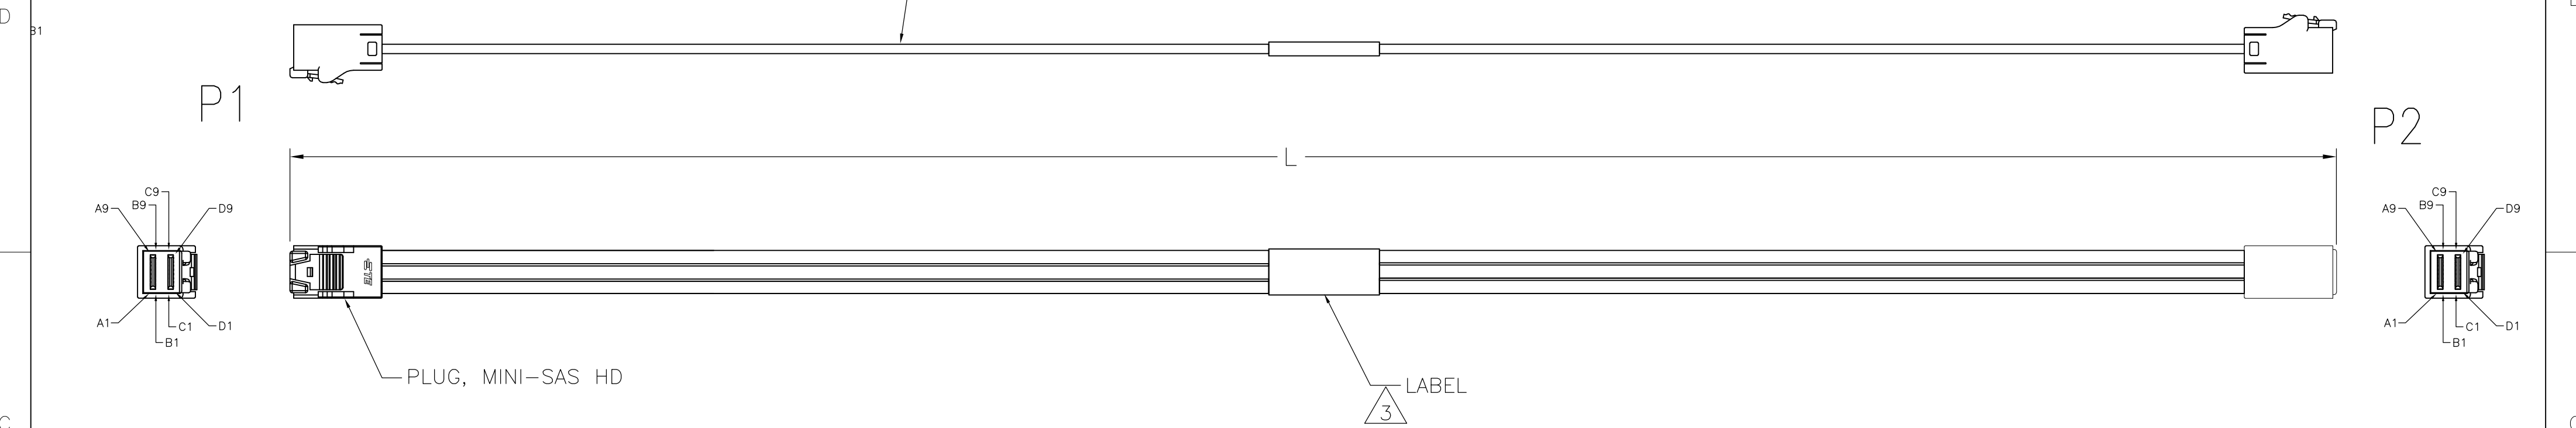 D
B1
P1
P2
L
C9
B9
A9
D9
A1
C1
D1
B1
C9
B9
A9
D9
A1
C1
D1
B1
PLUG, MINI-SAS HD
LABEL
3
C